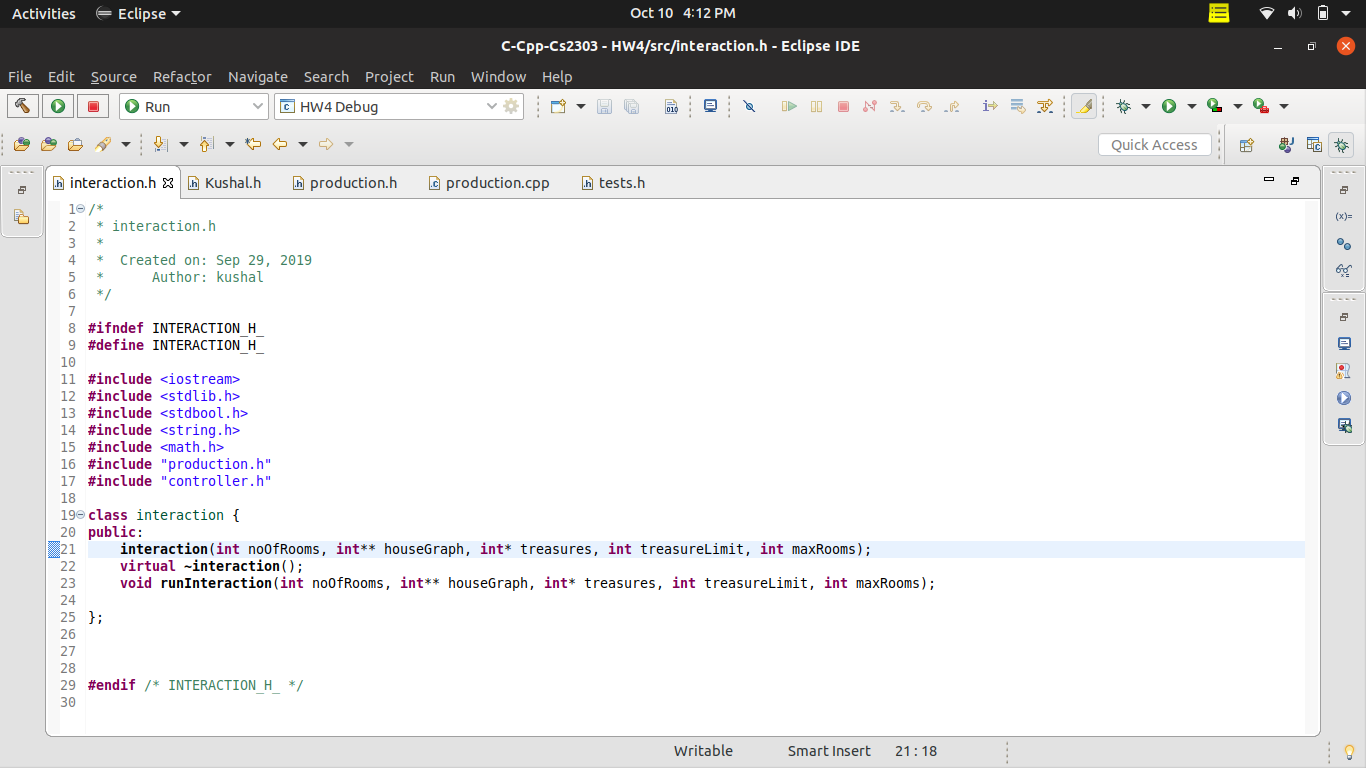 Activities Eclipse Oct 10 4:12 PM
C-Cpp-Cs2303 - HW4/src/interaction.h - Eclipse IDE
File Edit Source Refactor Navigate Search Project Run Window Help
Run HW4 Debug
Quick Access
interaction.h Kushal.h production.h production.cpp tests.h
1 /*
2  * interaction.h
3  *
4  *  Created on: Sep 29, 2019
5  *      Author: kushal
6  */
7
8 #ifndef INTERACTION_H_
9 #define INTERACTION_H_
10
11 #include <iostream>
12 #include <stdlib.h>
13 #include <stdbool.h>
14 #include <string.h>
15 #include <math.h>
16 #include "production.h"
17 #include "controller.h"
18
19 class interaction {
20 public:
21     interaction(int noOfRooms, int** houseGraph, int* treasures, int treasureLimit, int maxRooms);
22     virtual ~interaction();
23     void runInteraction(int noOfRooms, int** houseGraph, int* treasures, int treasureLimit, int maxRooms);
24
25 };
26
27
28
29 #endif /* INTERACTION_H_ */
30
Writable Smart Insert 21 : 18